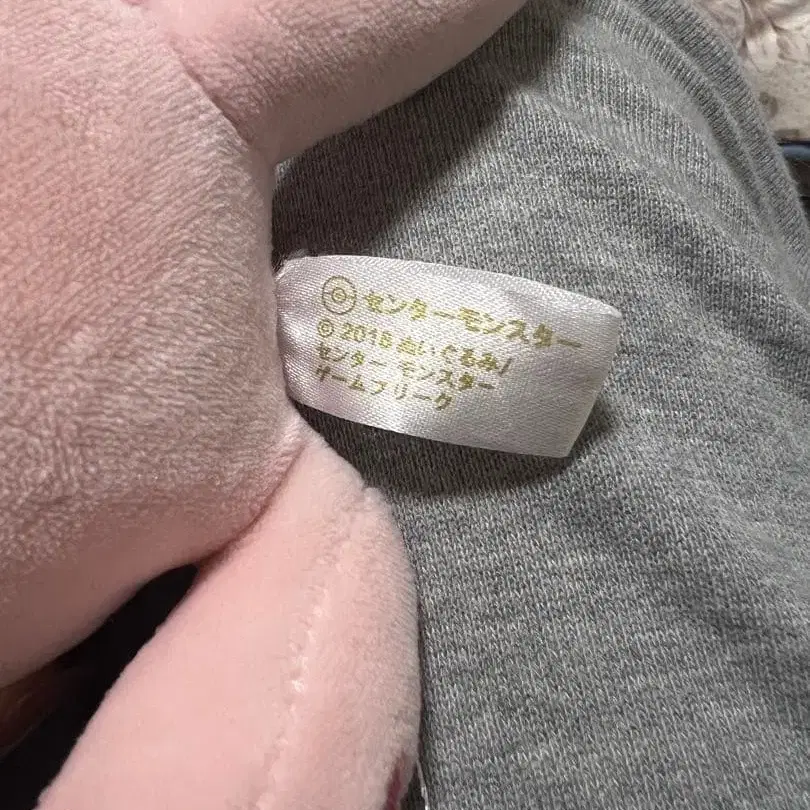 センターモンスター
© 2018 ぬいぐるみ/
センター モンスター
ゲームフリーク